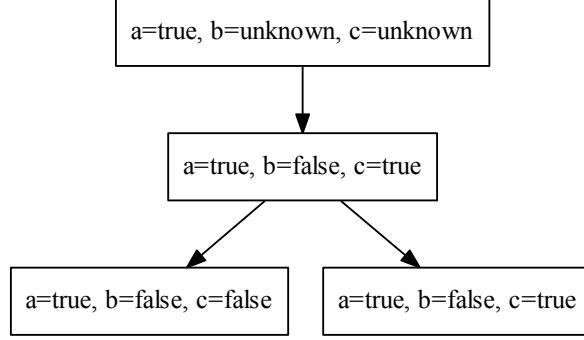 a=true, b=unknown, c=unknown
a=true, b=false, c=true
a=true, b=false, c=false
a=true, b=false, c=true